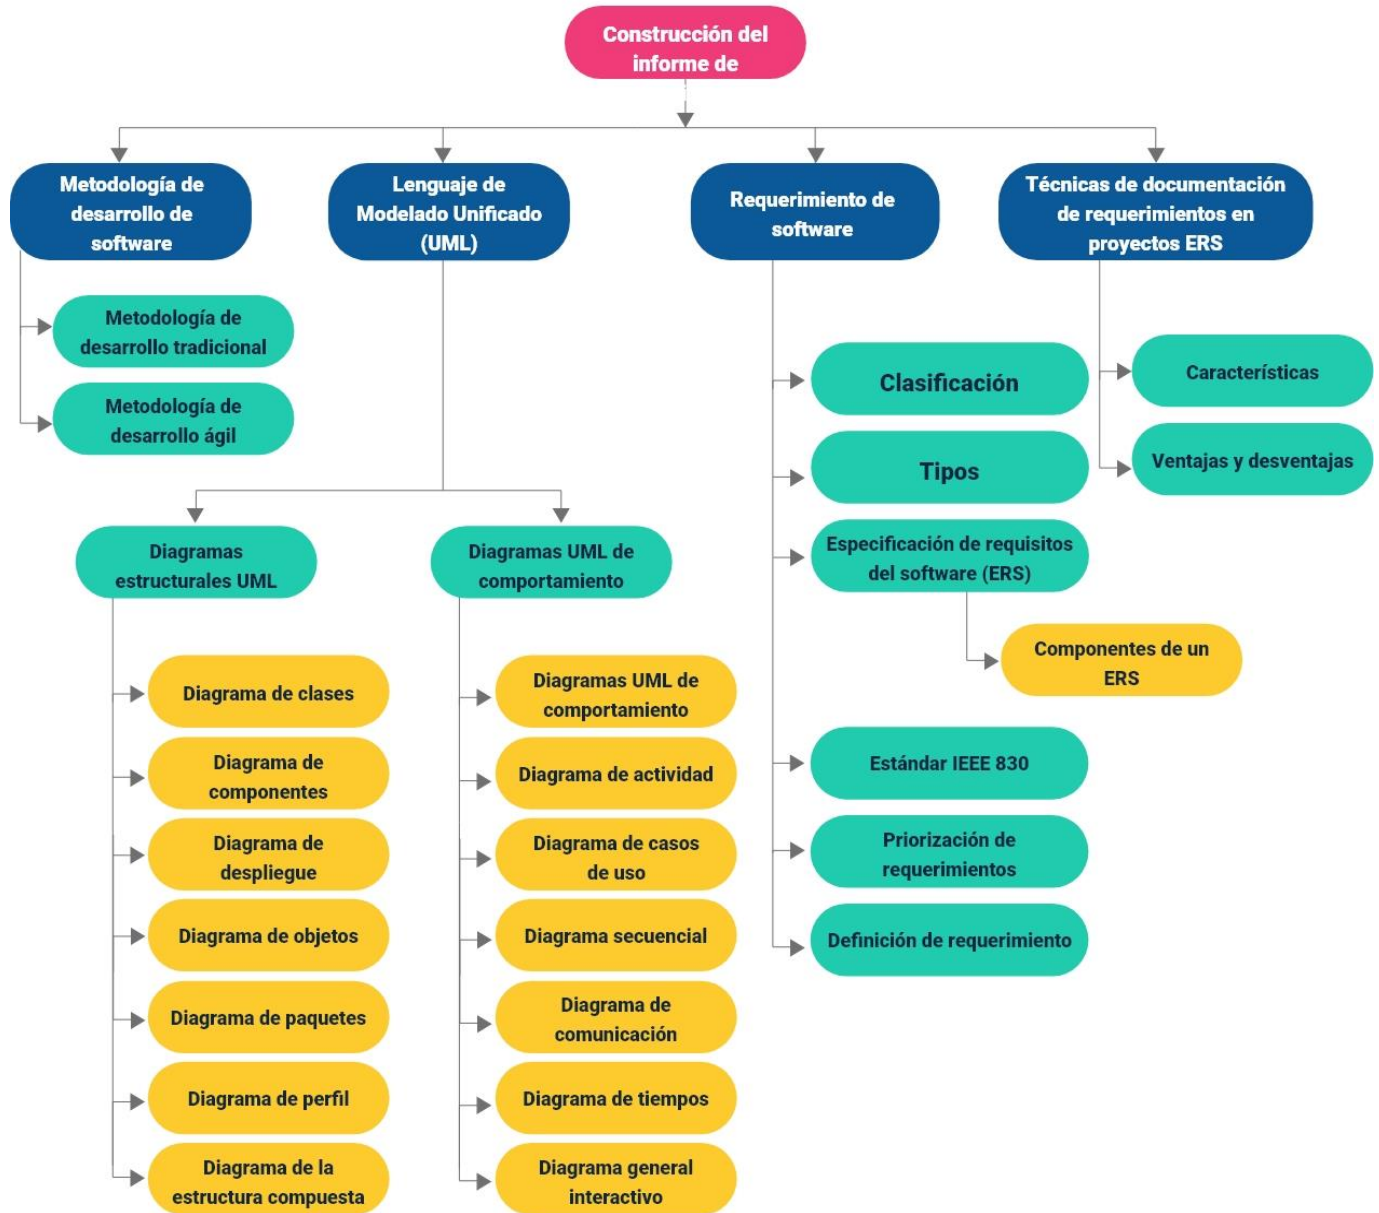 Construcción del
informe de
Metodología de
desarrollo de
software
Metodología de
desarrollo tradicional
Metodología de
desarrollo ágil
Lenguaje de
Modelado Unificado
(UML)
Diagramas
estructurales UML
Diagrama de clases
Diagrama de
componentes
Diagrama de
despliegue
Diagrama de objetos
Diagrama de paquetes
Diagrama de perfil
Diagrama de la
estructura compuesta
Diagramas UML de
comportamiento
Diagramas UML de
comportamiento
Diagrama de actividad
Diagrama de casos
de uso
Diagrama secuencial
Diagrama de
comunicación
Diagrama de tiempos
Diagrama general
interactivo
Requerimiento de
software
Clasificación
Tipos
Especificación de requisitos
del software (ERS)
Componentes de un
ERS
Estándar IEEE 830
Priorización de
requerimientos
Definición de requerimiento
Técnicas de documentación
de requerimientos en
proyectos ERS
Características
Ventajas y desventajas